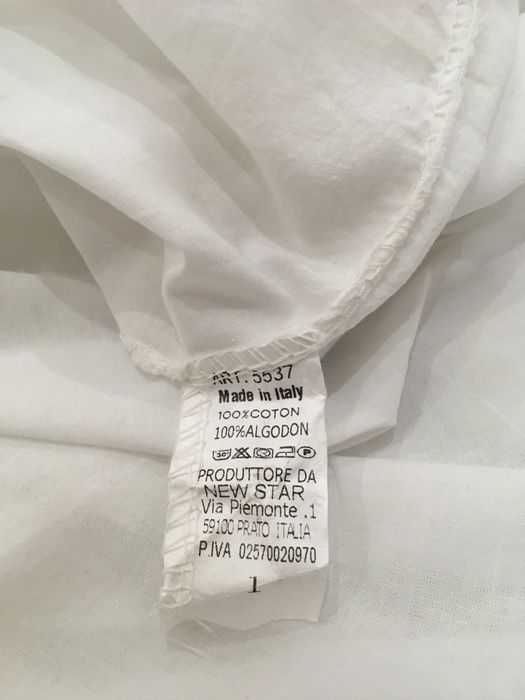 ART. 5537
Made in Italy
100%COTON
100%ALGODON
30 P
PRODUTTORE DA
NEW STAR
Via Piemonte .1
59100 PRATO ITALIA
P.IVA 02570020970
1